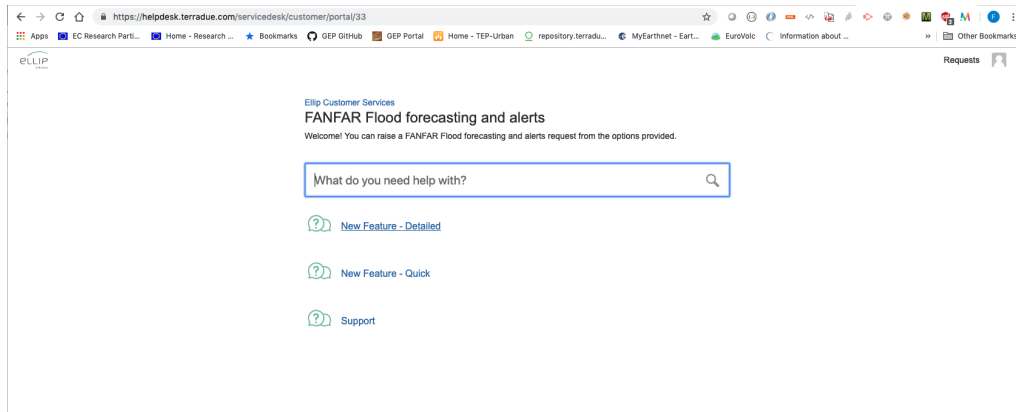 https://helpdesk.terradue.com/servicedesk/customer/portal/33
Apps EC Research Parti... Home - Research ... Bookmarks GEP GitHub GEP Portal Home - TEP-Urban repository.terradu... MyEarthnet - Eart... EuroVolc Information about ... » Other Bookmarks
ellip
Requests
Ellip Customer Services
FANFAR Flood forecasting and alerts
Welcome! You can raise a FANFAR Flood forecasting and alerts request from the options provided.
What do you need help with?
New Feature - Detailed
New Feature - Quick
Support